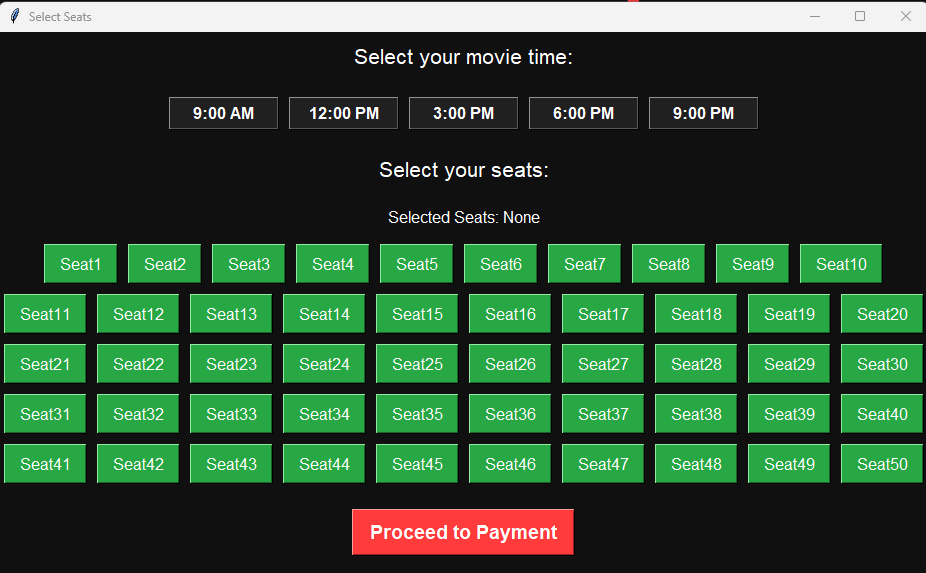 Select Seats
Select your movie time:
9:00 AM 12:00 PM 3:00 PM 6:00 PM 9:00 PM
Select your seats:
Selected Seats: None
Seat1 Seat2 Seat3 Seat4 Seat5 Seat6 Seat7 Seat8 Seat9 Seat10
Seat11 Seat12 Seat13 Seat14 Seat15 Seat16 Seat17 Seat18 Seat19 Seat20
Seat21 Seat22 Seat23 Seat24 Seat25 Seat26 Seat27 Seat28 Seat29 Seat30
Seat31 Seat32 Seat33 Seat34 Seat35 Seat36 Seat37 Seat38 Seat39 Seat40
Seat41 Seat42 Seat43 Seat44 Seat45 Seat46 Seat47 Seat48 Seat49 Seat50
Proceed to Payment